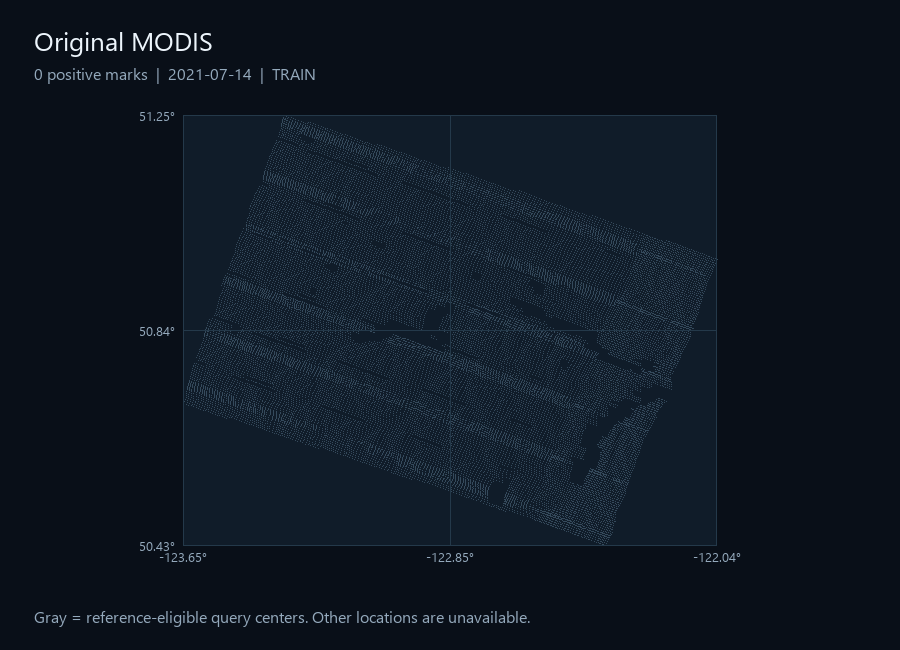 Original MODIS
0 positive marks | 2021-07-14 | TRAIN
51.25°
50.84°
50.43°
-123.65°
-122.85°
-122.04°
Gray = reference-eligible query centers. Other locations are unavailable.